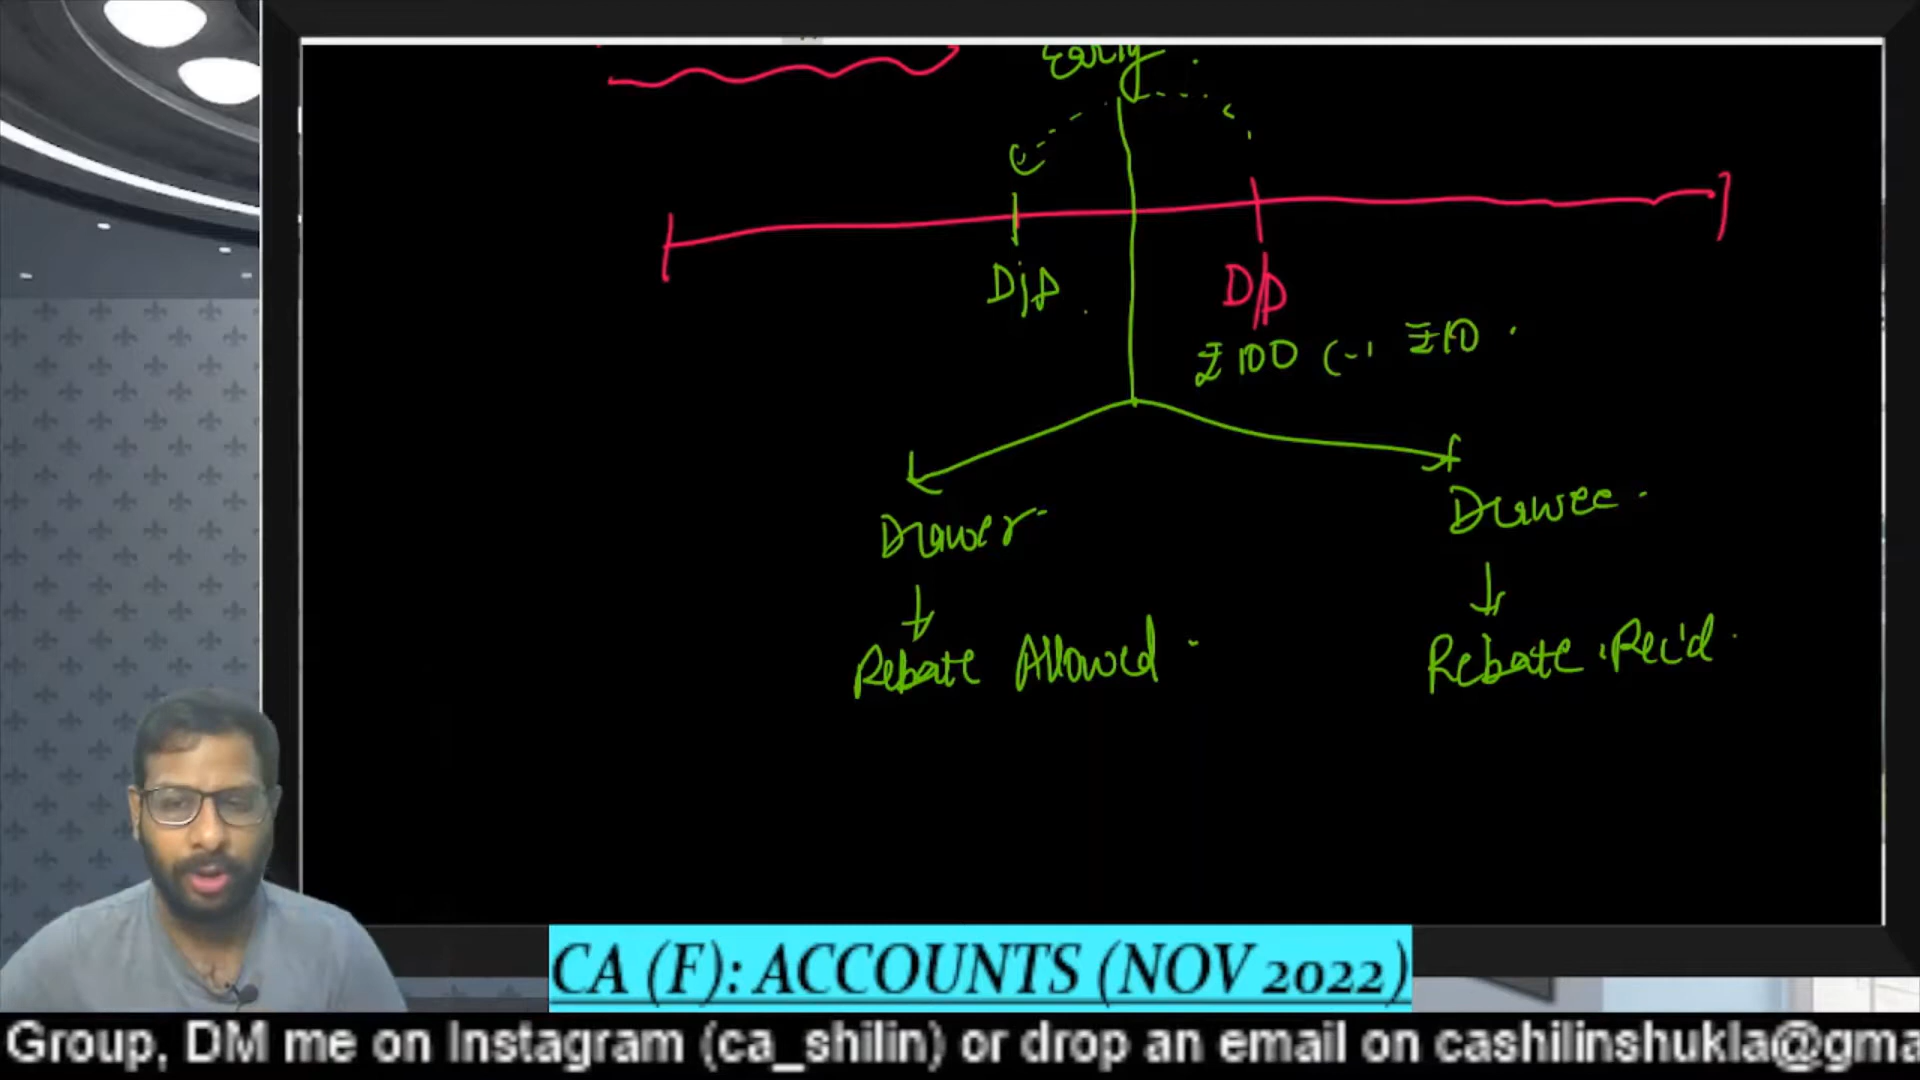 Early.
D/D
D/D
₹100 (-) ₹10.
Drawer
Drawee.
Rebate Allowed.
Rebate Rec'd.
CA (F): ACCOUNTS (NOV 2022)
Group, DM me on Instagram (ca_shilin) or drop an email on cashilinshukla@gma